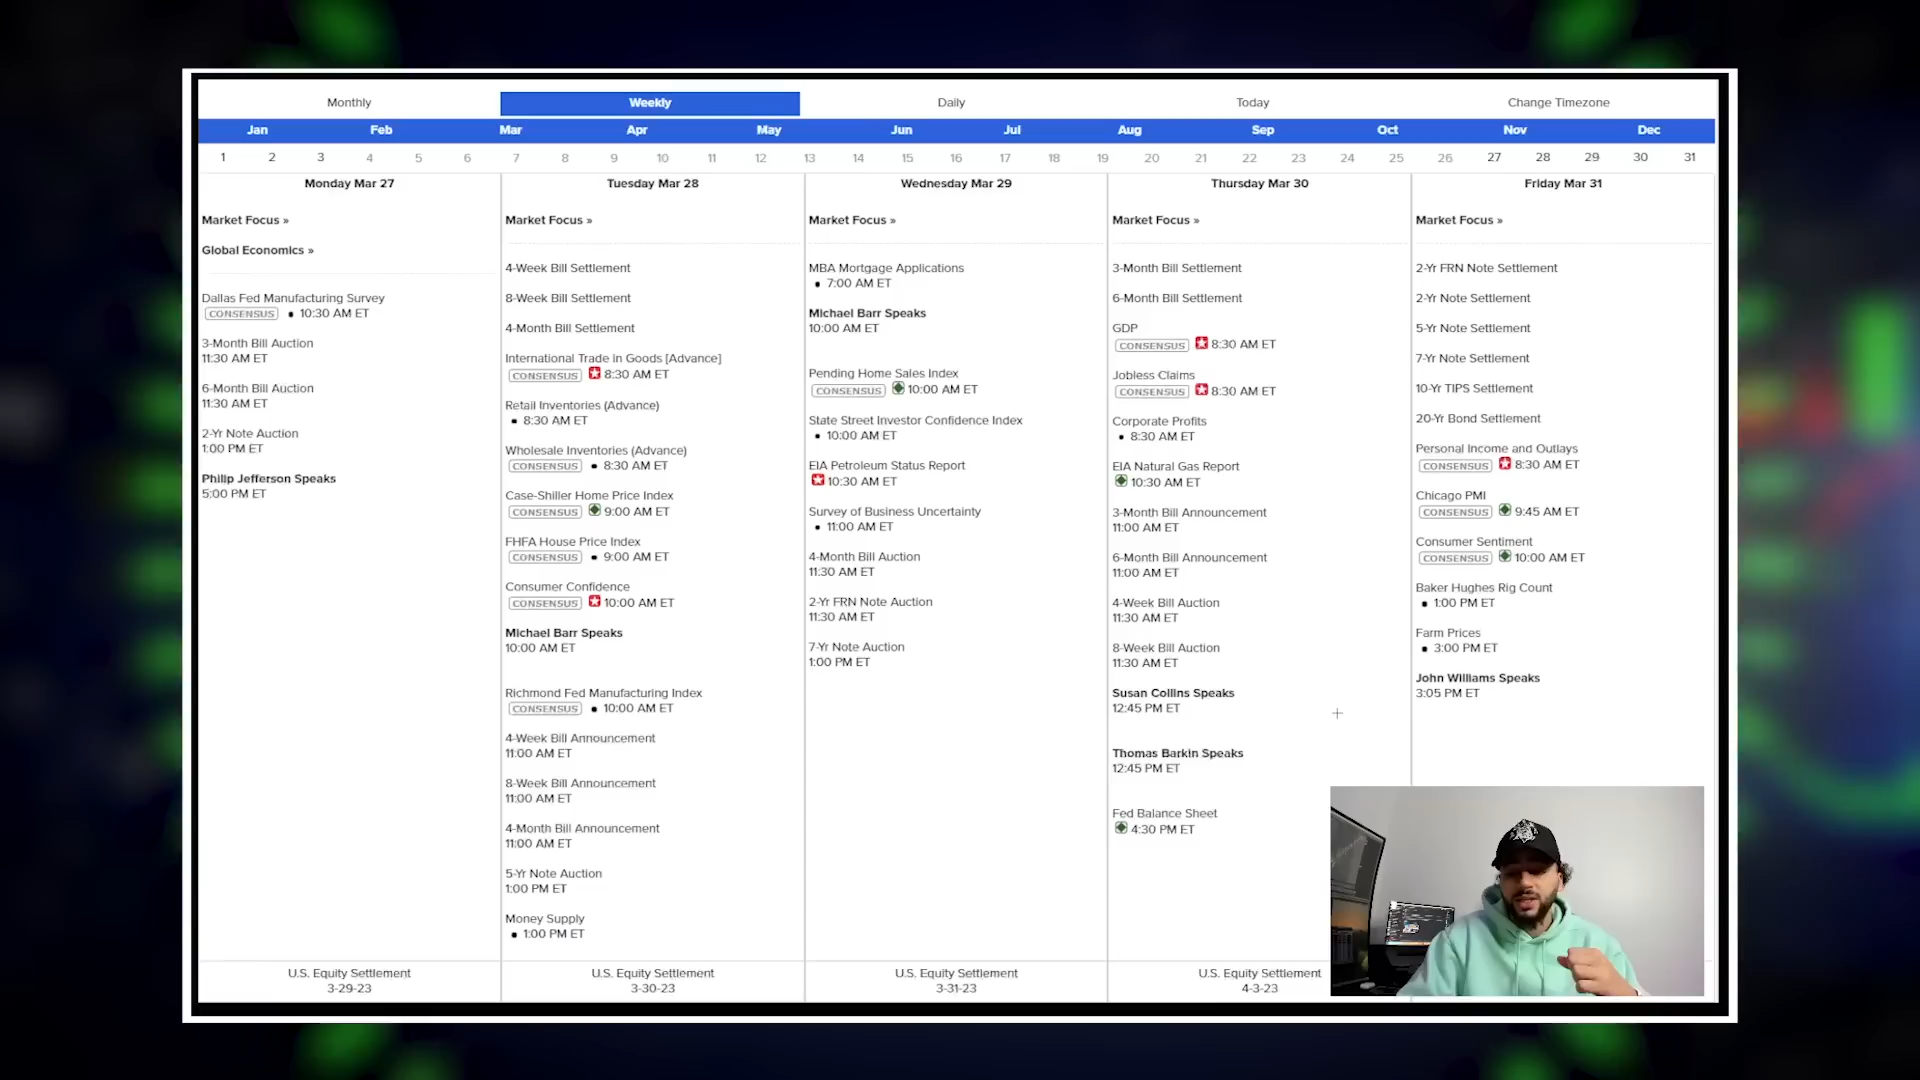 Monthly
Weekly
Daily
Today
Change Timezone
Jan Feb Mar Apr May Jun Jul Aug Sep Oct Nov Dec
1 2 3 4 5 6 7 8 9 10 11 12 13 14 15 16 17 18 19 20 21 22 23 24 25 26 27 28 29 30 31
Monday Mar 27
Market Focus »
Global Economics »
Dallas Fed Manufacturing Survey
CONSENSUS • 10:30 AM ET
3-Month Bill Auction
11:30 AM ET
6-Month Bill Auction
11:30 AM ET
2-Yr Note Auction
1:00 PM ET
Philip Jefferson Speaks
5:00 PM ET
U.S. Equity Settlement
3-29-23
Tuesday Mar 28
Market Focus »
4-Week Bill Settlement
8-Week Bill Settlement
4-Month Bill Settlement
International Trade in Goods [Advance]
CONSENSUS 8:30 AM ET
Retail Inventories (Advance)
• 8:30 AM ET
Wholesale Inventories (Advance)
CONSENSUS • 8:30 AM ET
Case-Shiller Home Price Index
CONSENSUS 9:00 AM ET
FHFA House Price Index
CONSENSUS • 9:00 AM ET
Consumer Confidence
CONSENSUS 10:00 AM ET
Michael Barr Speaks
10:00 AM ET
Richmond Fed Manufacturing Index
CONSENSUS • 10:00 AM ET
4-Week Bill Announcement
11:00 AM ET
8-Week Bill Announcement
11:00 AM ET
4-Month Bill Announcement
11:00 AM ET
5-Yr Note Auction
1:00 PM ET
Money Supply
• 1:00 PM ET
U.S. Equity Settlement
3-30-23
Wednesday Mar 29
Market Focus »
MBA Mortgage Applications
• 7:00 AM ET
Michael Barr Speaks
10:00 AM ET
Pending Home Sales Index
CONSENSUS 10:00 AM ET
State Street Investor Confidence Index
• 10:00 AM ET
EIA Petroleum Status Report
10:30 AM ET
Survey of Business Uncertainty
• 11:00 AM ET
4-Month Bill Auction
11:30 AM ET
2-Yr FRN Note Auction
11:30 AM ET
7-Yr Note Auction
1:00 PM ET
U.S. Equity Settlement
3-31-23
Thursday Mar 30
Market Focus »
3-Month Bill Settlement
6-Month Bill Settlement
GDP
CONSENSUS 8:30 AM ET
Jobless Claims
CONSENSUS 8:30 AM ET
Corporate Profits
• 8:30 AM ET
EIA Natural Gas Report
10:30 AM ET
3-Month Bill Announcement
11:00 AM ET
6-Month Bill Announcement
11:00 AM ET
4-Week Bill Auction
11:30 AM ET
8-Week Bill Auction
11:30 AM ET
Susan Collins Speaks
12:45 PM ET
Thomas Barkin Speaks
12:45 PM ET
Fed Balance Sheet
4:30 PM ET
U.S. Equity Settlement
4-3-23
Friday Mar 31
Market Focus »
2-Yr FRN Note Settlement
2-Yr Note Settlement
5-Yr Note Settlement
7-Yr Note Settlement
10-Yr TIPS Settlement
20-Yr Bond Settlement
Personal Income and Outlays
CONSENSUS 8:30 AM ET
Chicago PMI
CONSENSUS 9:45 AM ET
Consumer Sentiment
CONSENSUS 10:00 AM ET
Baker Hughes Rig Count
• 1:00 PM ET
Farm Prices
• 3:00 PM ET
John Williams Speaks
3:05 PM ET